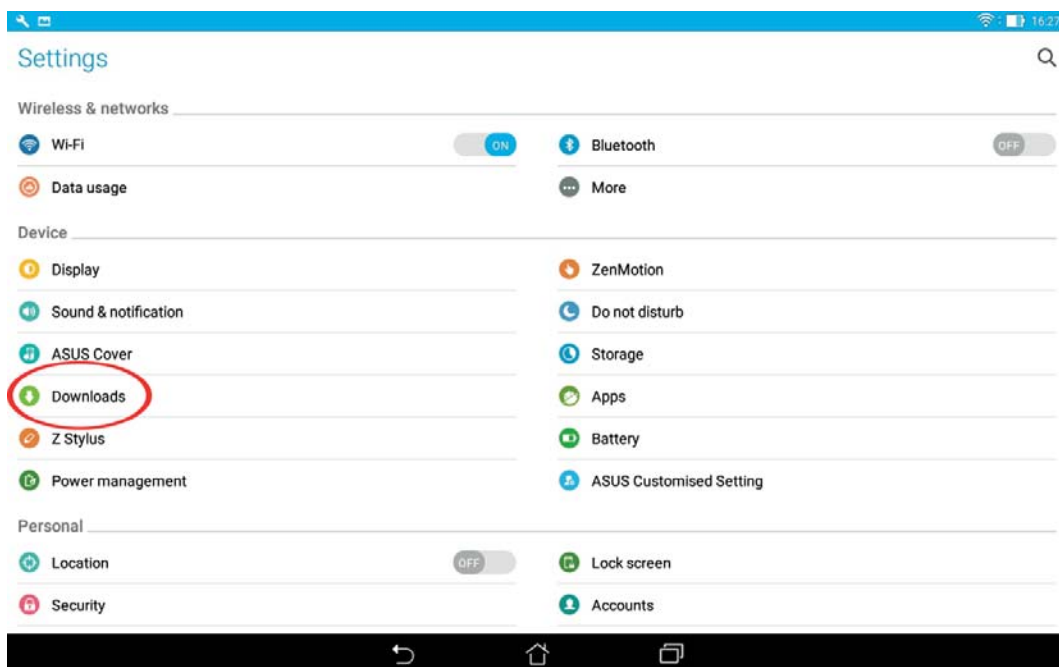 16:27
Settings
Wireless & networks
Wi-Fi ON Bluetooth OFF
Data usage More
Device
Display ZenMotion
Sound & notification Do not disturb
ASUS Cover Storage
Downloads Apps
Z Stylus Battery
Power management ASUS Customised Setting
Personal
Location OFF Lock screen
Security Accounts